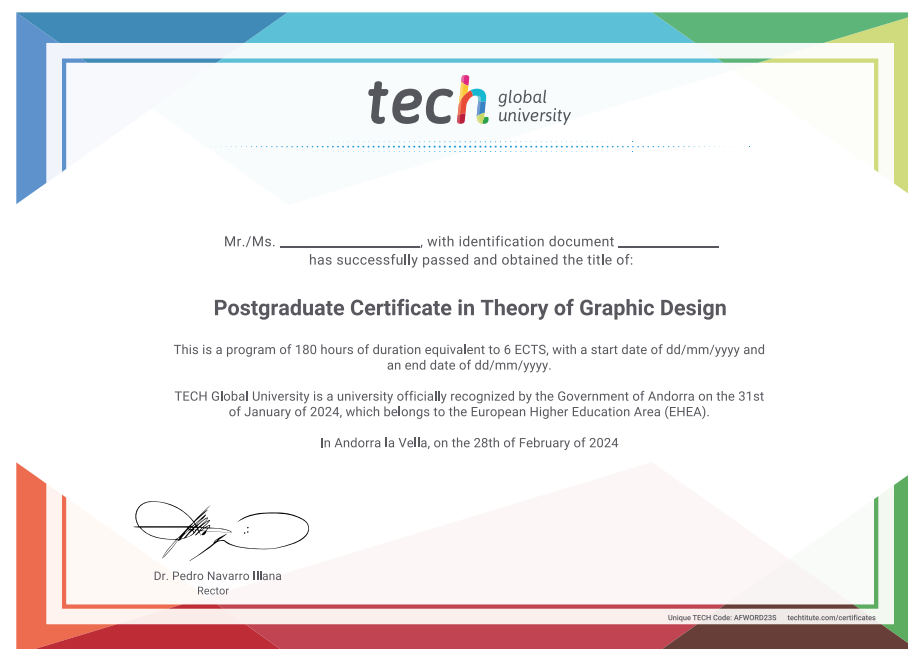 tech global university
Mr./Ms. ____________________, with identification document ______________
has successfully passed and obtained the title of:
Postgraduate Certificate in Theory of Graphic Design
This is a program of 180 hours of duration equivalent to 6 ECTS, with a start date of dd/mm/yyyy and
an end date of dd/mm/yyyy.
TECH Global University is a university officially recognized by the Government of Andorra on the 31st
of January of 2024, which belongs to the European Higher Education Area (EHEA).
In Andorra la Vella, on the 28th of February of 2024
Dr. Pedro Navarro Illana
Rector
Unique TECH Code: AFWORD23S techtitute.com/certificates